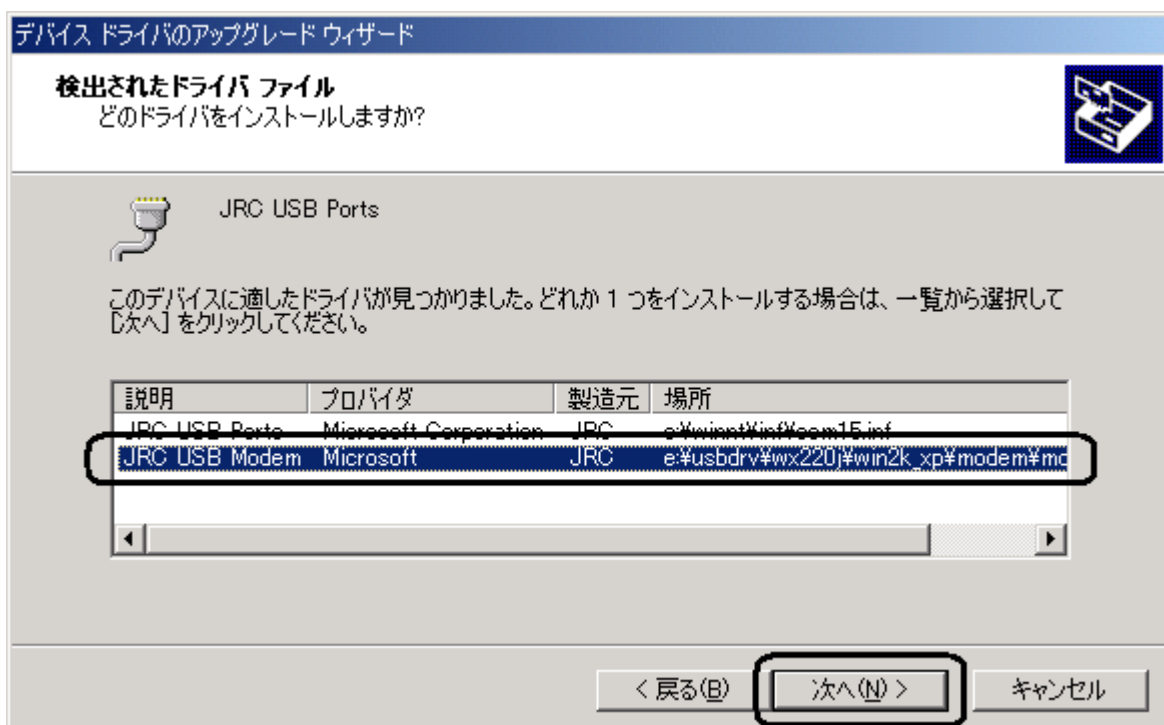 デバイス ドライバのアップグレード ウィザード
検出されたドライバ ファイル
どのドライバをインストールしますか?
JRC USB Ports
このデバイスに適したドライバが見つかりました。どれか 1 つをインストールする場合は、一覧から選択して
[次へ] をクリックしてください。
説明 プロバイダ 製造元 場所
JRC USB Ports Microsoft Corporation JRC e:¥winnt¥inf¥oem15.inf
JRC USB Modem Microsoft JRC e:¥usbdrv¥wx220j¥win2k_xp¥modem¥mc
< 戻る(B) 次へ(N) > キャンセル